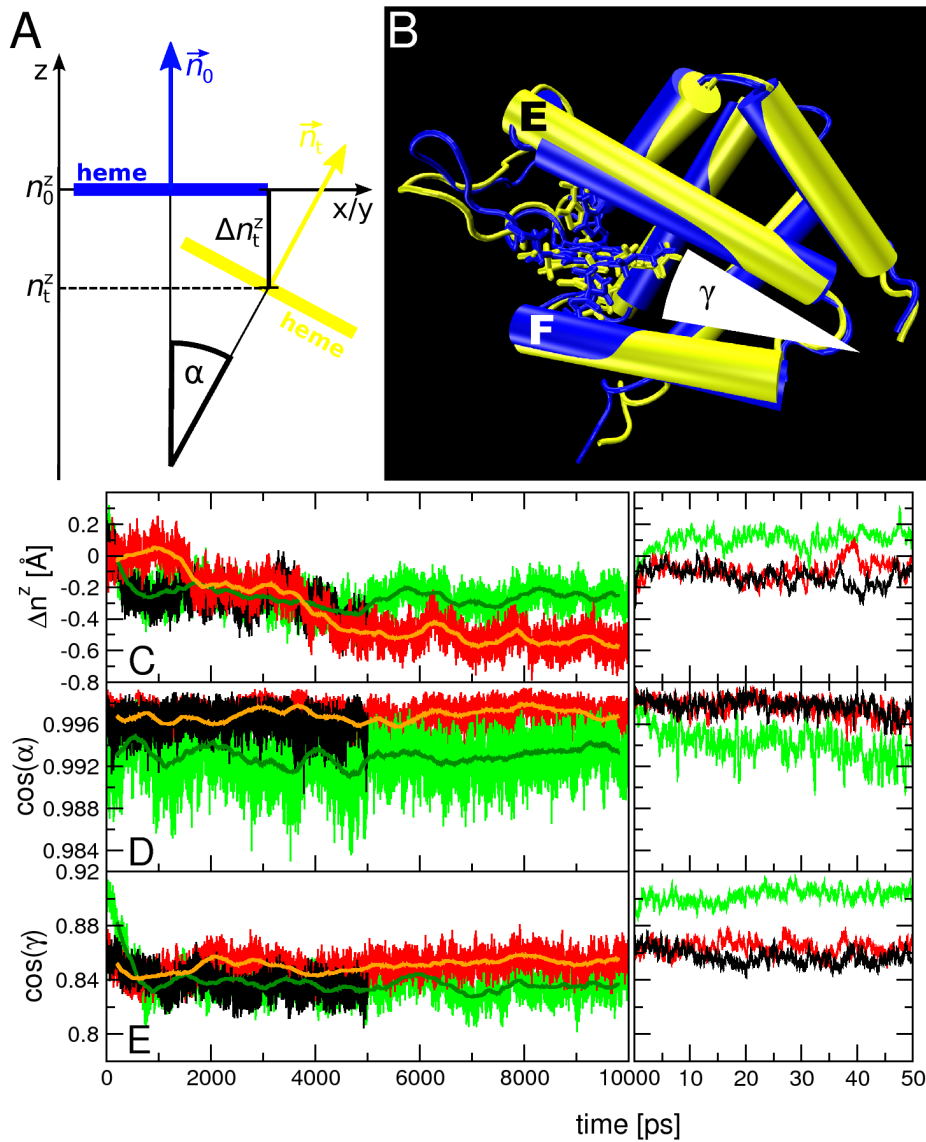 A
z
n⃗₀
n⃗ₜ
heme
n₀ᶻ
x/y
Δnₜᶻ
nₜᶻ
heme
α
B
E
γ
F
0.2
0
-0.2
-0.4
-0.6
-0.8
Δnᶻ [Å]
C
0.996
0.992
0.988
0.984
cos(α)
D
0.92
0.88
0.84
0.8
cos(γ)
E
0 2000 4000 6000 8000 10000 10 20 30 40 50
time [ps]